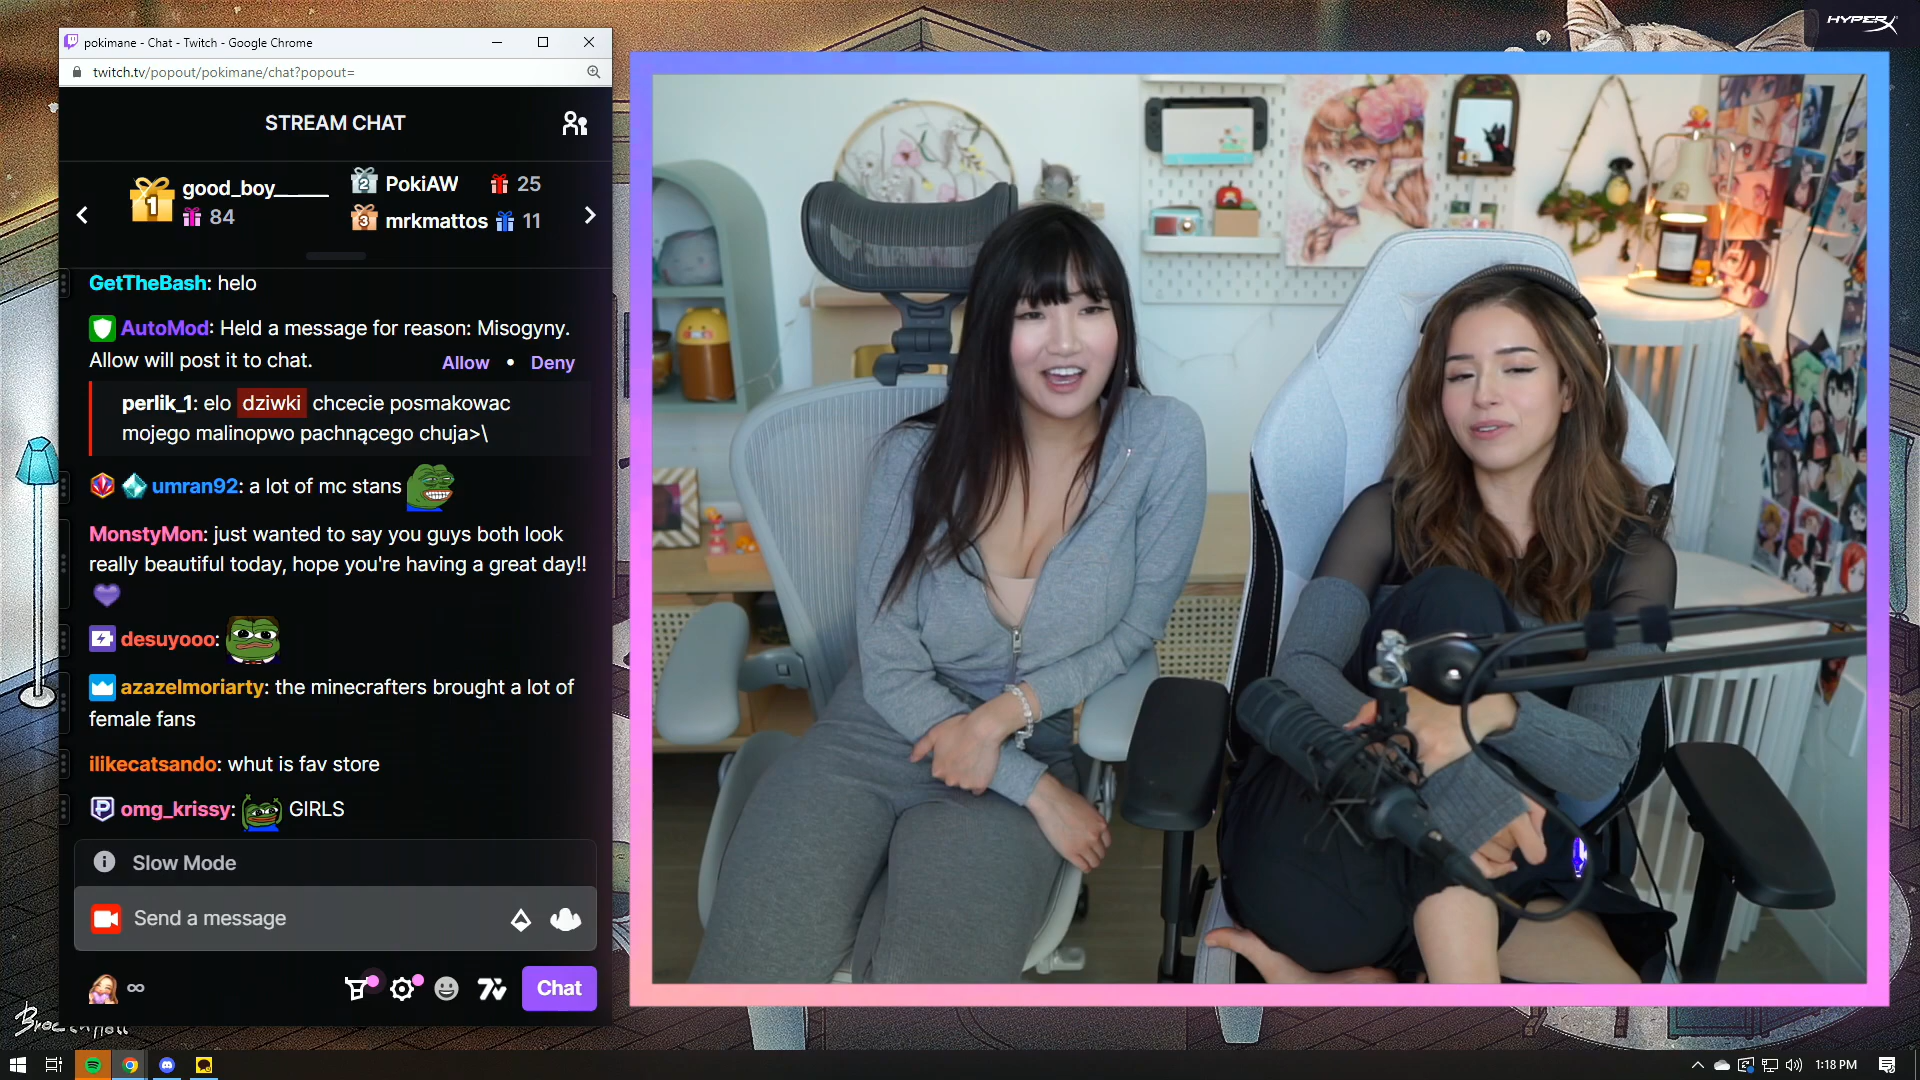 pokimane - Chat - Twitch - Google Chrome
twitch.tv/popout/pokimane/chat?popout=
HYPERX
STREAM CHAT
1 good_boy______
84
2 PokiAW 25
3 mrkmattos 11
GetTheBash: helo
AutoMod: Held a message for reason: Misogyny.
Allow will post it to chat. Allow • Deny
perlik_1: elo dziwki chcecie posmakowac
mojego malinopwo pachnącego chuja>\
umran92: a lot of mc stans
MonstyMon: just wanted to say you guys both look
really beautiful today, hope you're having a great day!!
desuyooo:
azazelmoriarty: the minecrafters brought a lot of
female fans
ilikecatsando: whut is fav store
omg_krissy: GIRLS
Slow Mode
Send a message
∞
Chat
1:18 PM